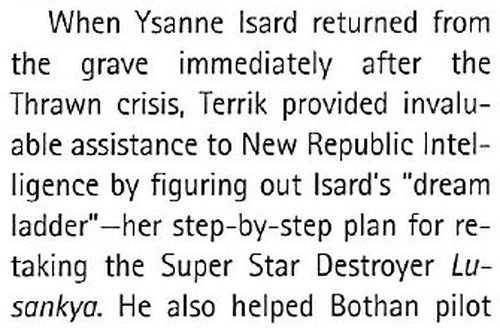 When Ysanne Isard returned from
the grave immediately after the
Thrawn crisis, Terrik provided invalu-
able assistance to New Republic Intel-
ligence by figuring out Isard's "dream
ladder"—her step-by-step plan for re-
taking the Super Star Destroyer Lu-
sankya. He also helped Bothan pilot